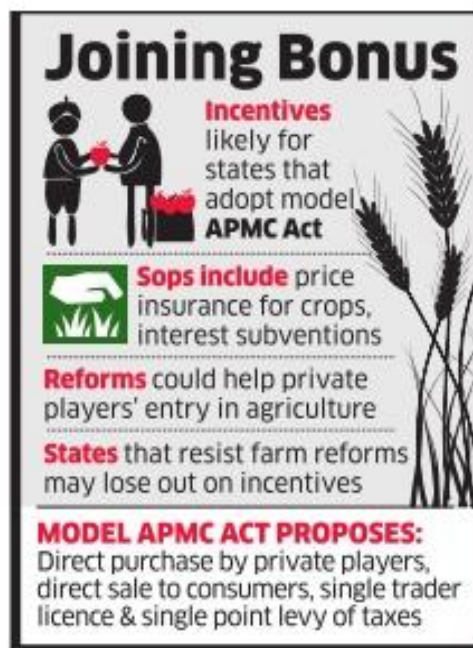 Joining Bonus
Incentives
likely for
states that
adopt model
APMC Act
Sops include price
insurance for crops,
interest subventions
Reforms could help private
players' entry in agriculture
States that resist farm reforms
may lose out on incentives
MODEL APMC ACT PROPOSES:
Direct purchase by private players,
direct sale to consumers, single trader
licence & single point levy of taxes